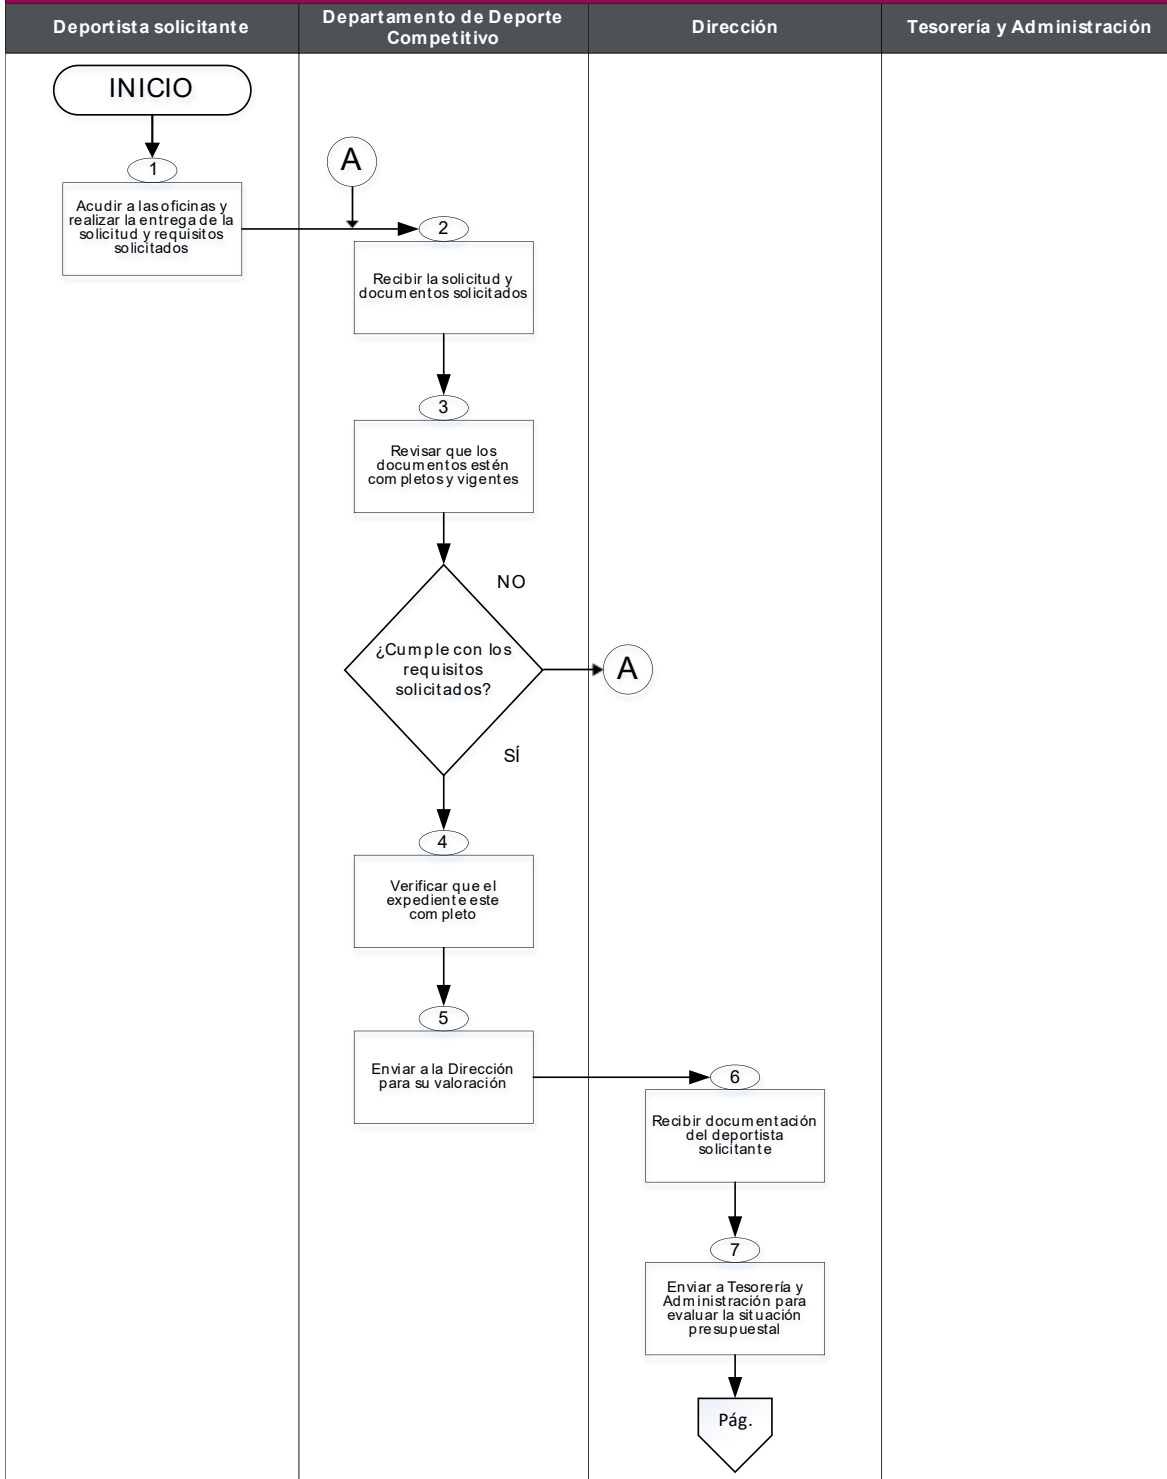 Deportista solicitante
Departamento de Deporte
Competitivo
Dirección
Tesorería y Administración
INICIO
1
Acudir a las oficinas y
realizar la entrega de la
solicitud y requisitos
solicitados
A
2
Recibir la solicitud y
documentos solicitados
3
Revisar que los
documentos estén
completos y vigentes
NO
¿Cumple con los
requisitos
solicitados?
A
SÍ
4
Verificar que el
expediente este
completo
5
Enviar a la Dirección
para su valoración
6
Recibir documentación
del deportista
solicitante
7
Enviar a Tesorería y
Administración para
evaluar la situación
presupuestal
Pág.